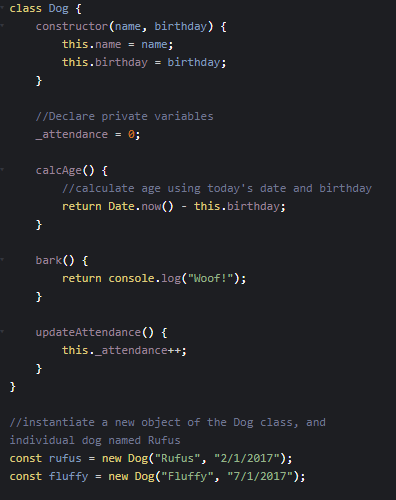 class Dog {
    constructor(name, birthday) {
        this.name = name;
        this.birthday = birthday;
    }

    //Declare private variables
    _attendance = 0;

    calcAge() {
        //calculate age using today's date and birthday
        return Date.now() - this.birthday;
    }

    bark() {
        return console.log("Woof!");
    }

    updateAttendance() {
        this._attendance++;
    }
}

//instantiate a new object of the Dog class, and
individual dog named Rufus
const rufus = new Dog("Rufus", "2/1/2017");
const fluffy = new Dog("Fluffy", "7/1/2017");